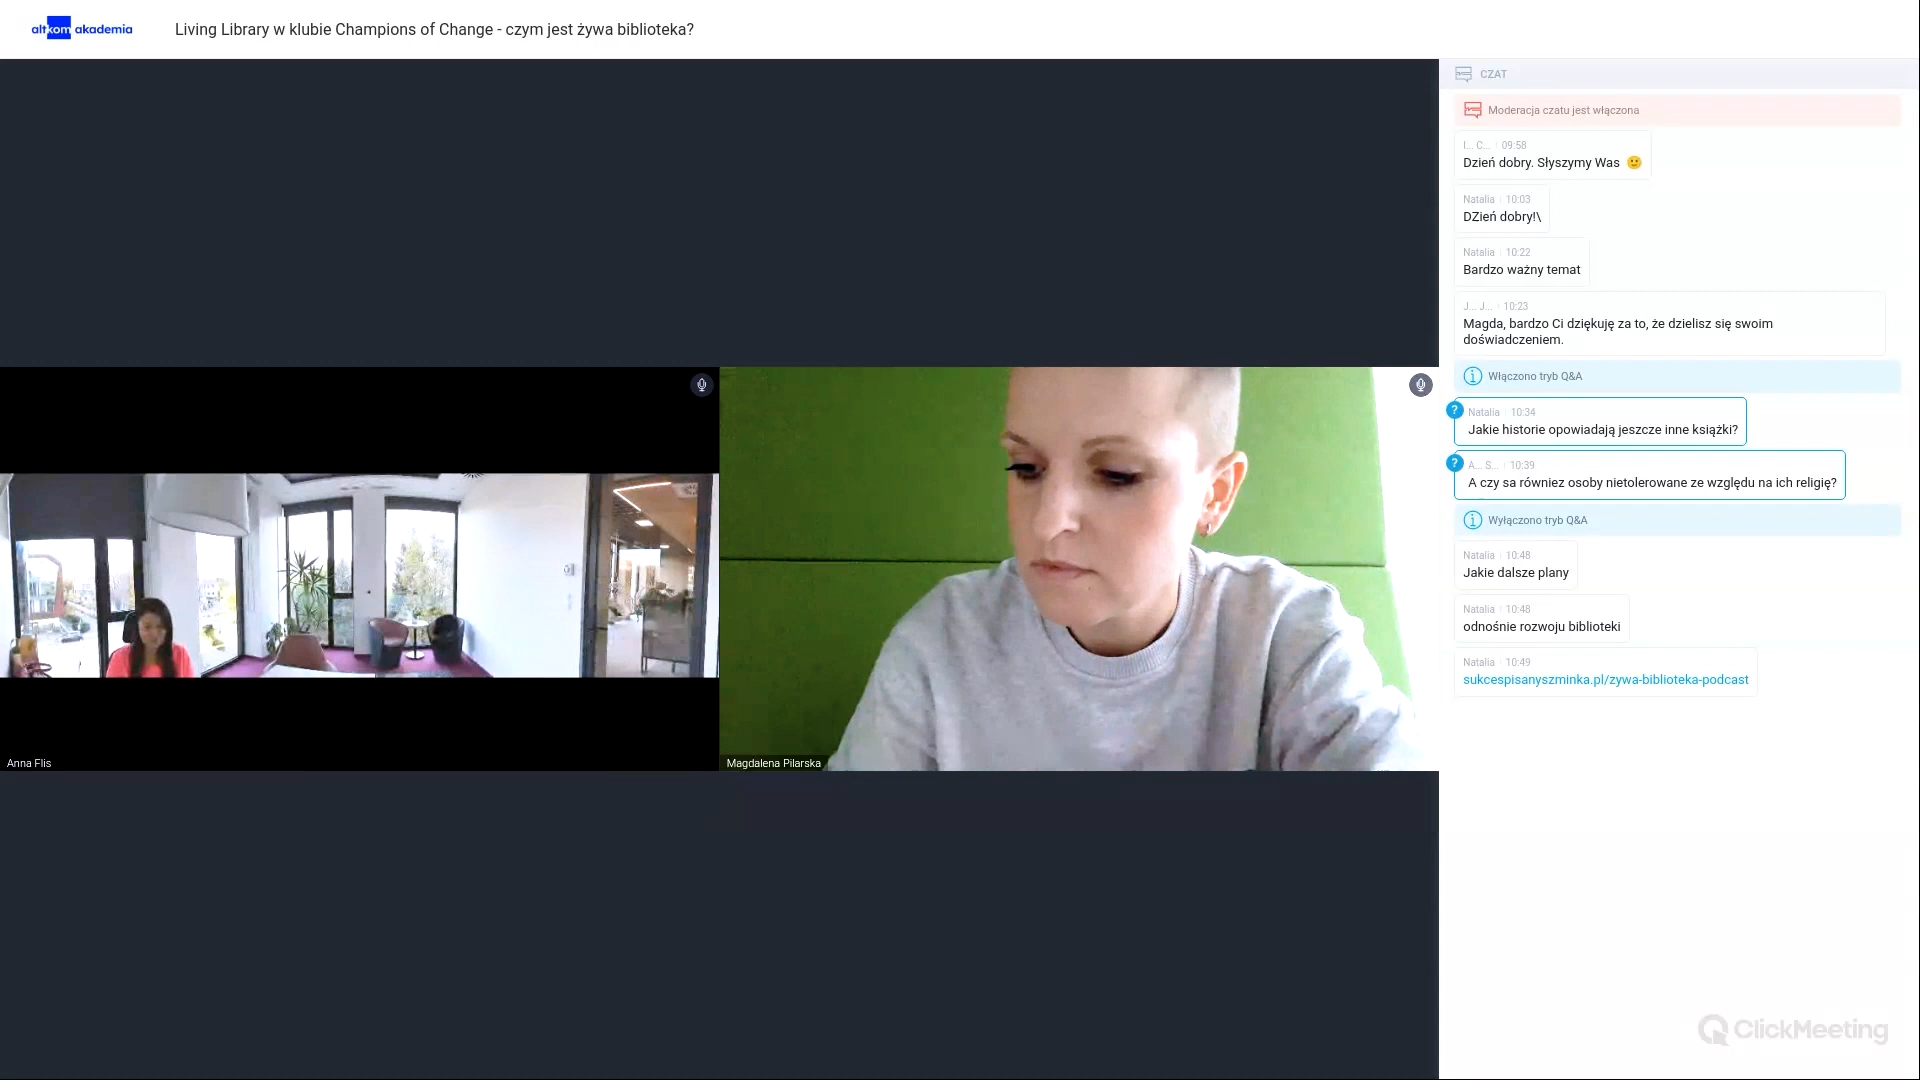 altkom akademia
Living Library w klubie Champions of Change - czym jest żywa biblioteka?
CZAT
Moderacja czatu jest włączona
I... C... 09:58
Dzień dobry. Słyszymy Was 🙂
Natalia 10:03
DZień dobry!\
Natalia 10:22
Bardzo ważny temat
J... J... 10:23
Magda, bardzo Ci dziękuję za to, że dzielisz się swoim
doświadczeniem.
Włączono tryb Q&A
? Natalia 10:34
Jakie historie opowiadają jeszcze inne książki?
? A... S... 10:39
A czy sa równiez osoby nietolerowane ze względu na ich religię?
Wyłączono tryb Q&A
Natalia 10:48
Jakie dalsze plany
Natalia 10:48
odnośnie rozwoju biblioteki
Natalia 10:49
sukcespisanyszminka.pl/zywa-biblioteka-podcast
Anna Flis
Magdalena Pilarska
ClickMeeting